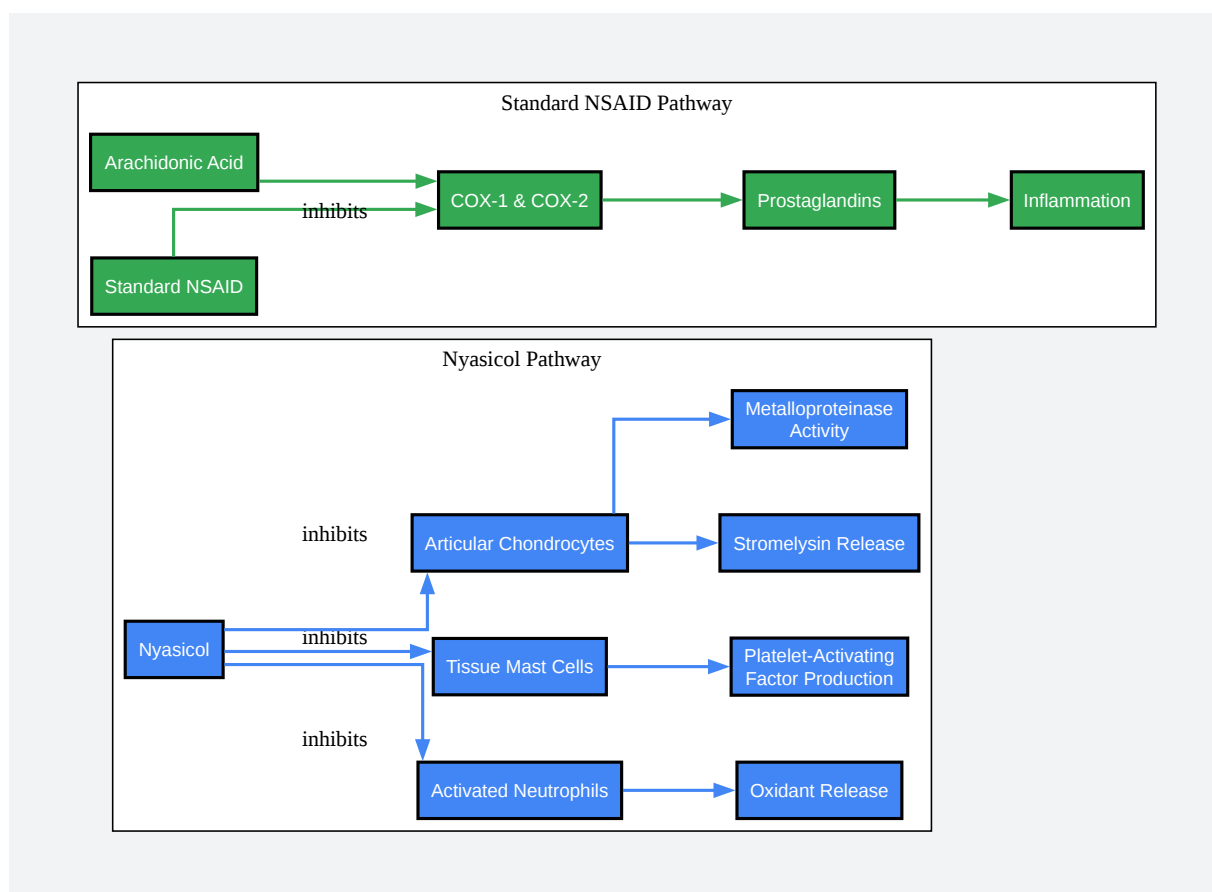 Standard NSAID Pathway
Arachidonic Acid
inhibits
COX-1 & COX-2
Prostaglandins
Inflammation
Standard NSAID
Nyasicol Pathway
Metalloproteinase
Activity
inhibits
Articular Chondrocytes
Stromelysin Release
Nyasicol
inhibits
Tissue Mast Cells
Platelet-Activating
Factor Production
inhibits
Activated Neutrophils
Oxidant Release